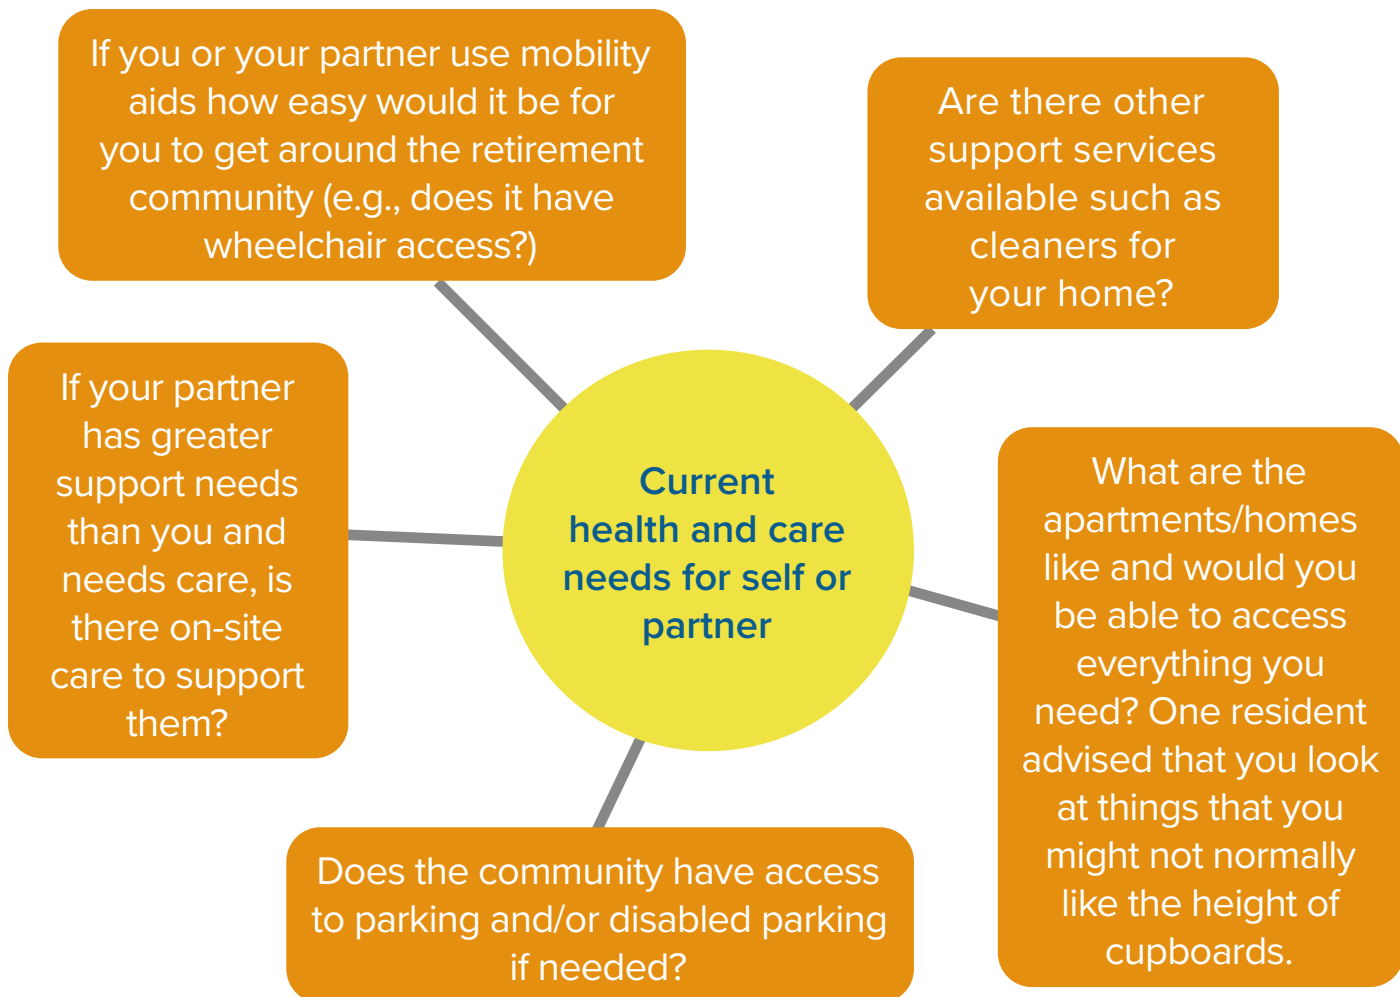 If you or your partner use mobility
aids how easy would it be for
you to get around the retirement
community (e.g., does it have
wheelchair access?)
Are there other
support services
available such as
cleaners for
your home?
If your partner
has greater
support needs
than you and
needs care, is
there on-site
care to support
them?
Current
health and care
needs for self or
partner
What are the
apartments/homes
like and would you
be able to access
everything you
need? One resident
advised that you look
at things that you
might not normally
like the height of
cupboards.
Does the community have access
to parking and/or disabled parking
if needed?